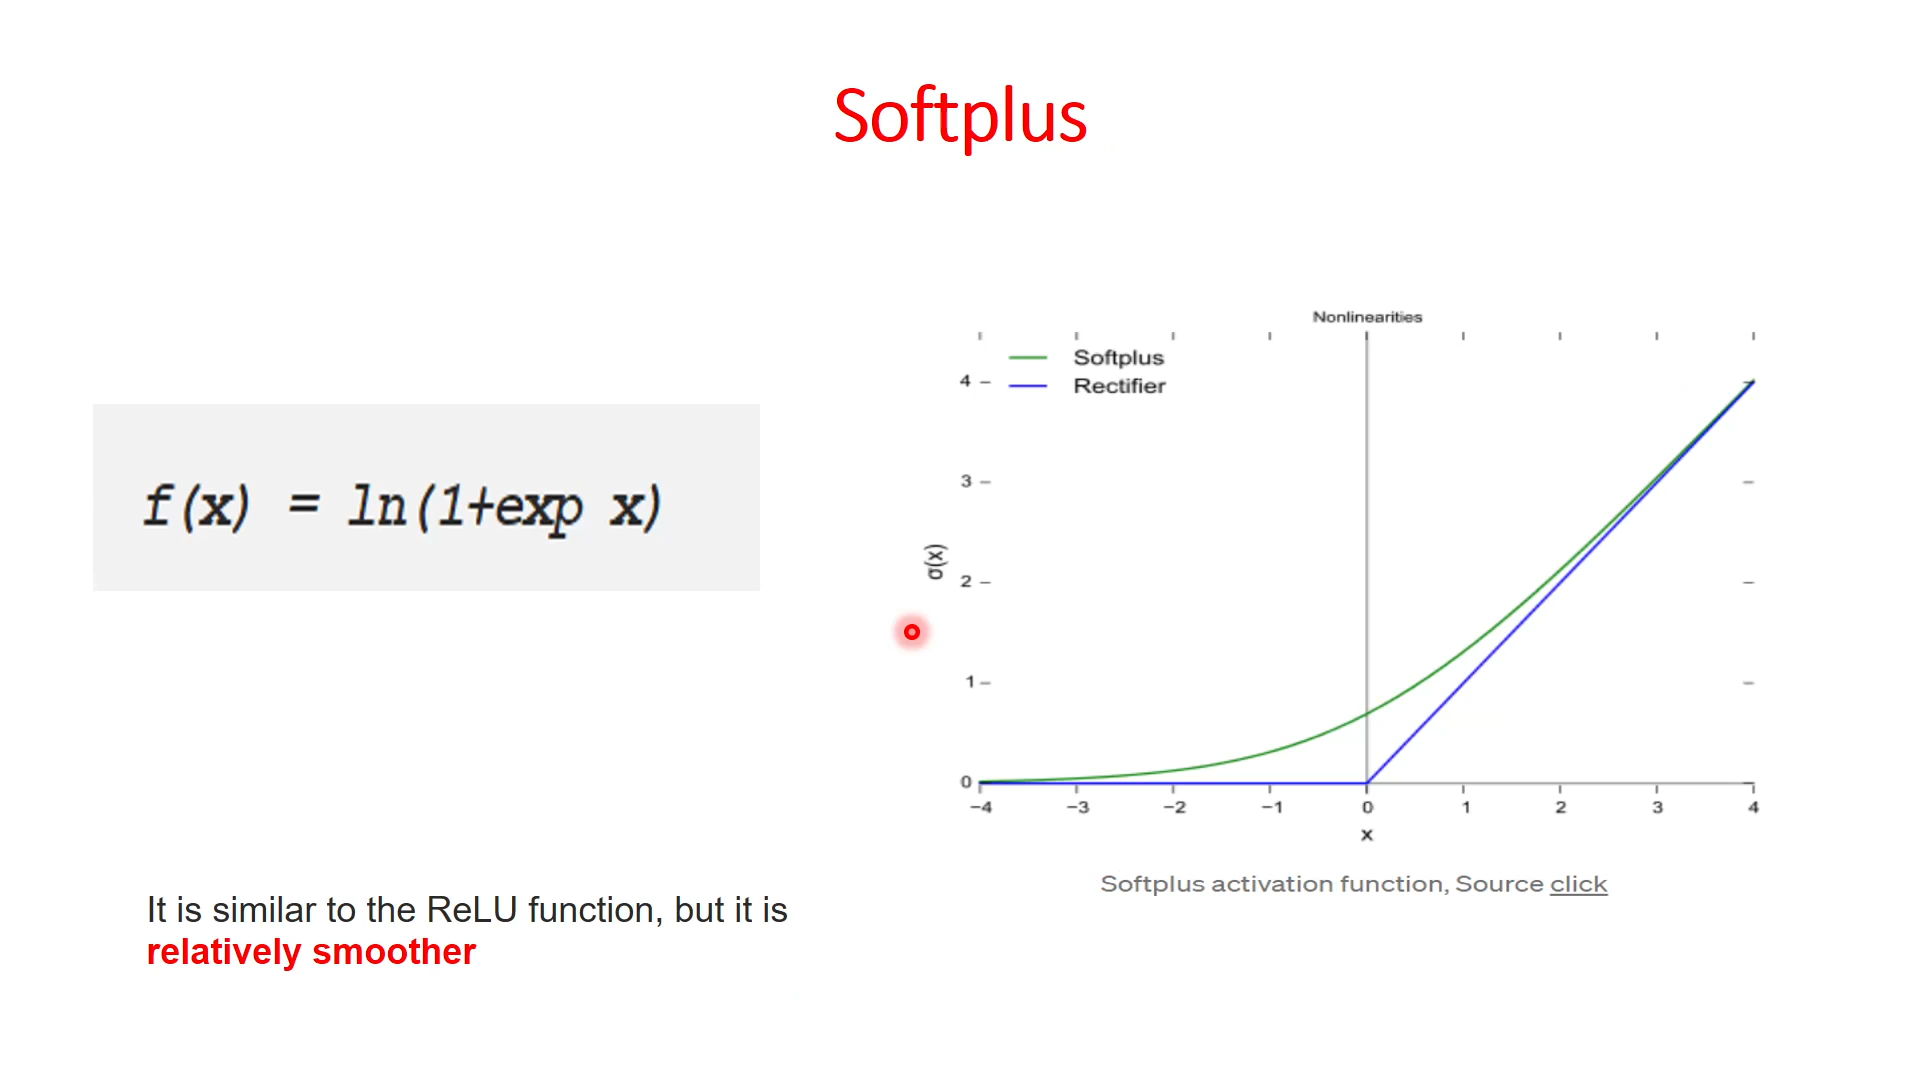 Softplus
f(x) = ln(1+exp x)
It is similar to the ReLU function, but it is
relatively smoother
Nonlinearities
Softplus
Rectifier
4
3
2
1
0
σ(x)
−4 −3 −2 −1 0 1 2 3 4
x
Softplus activation function, Source click